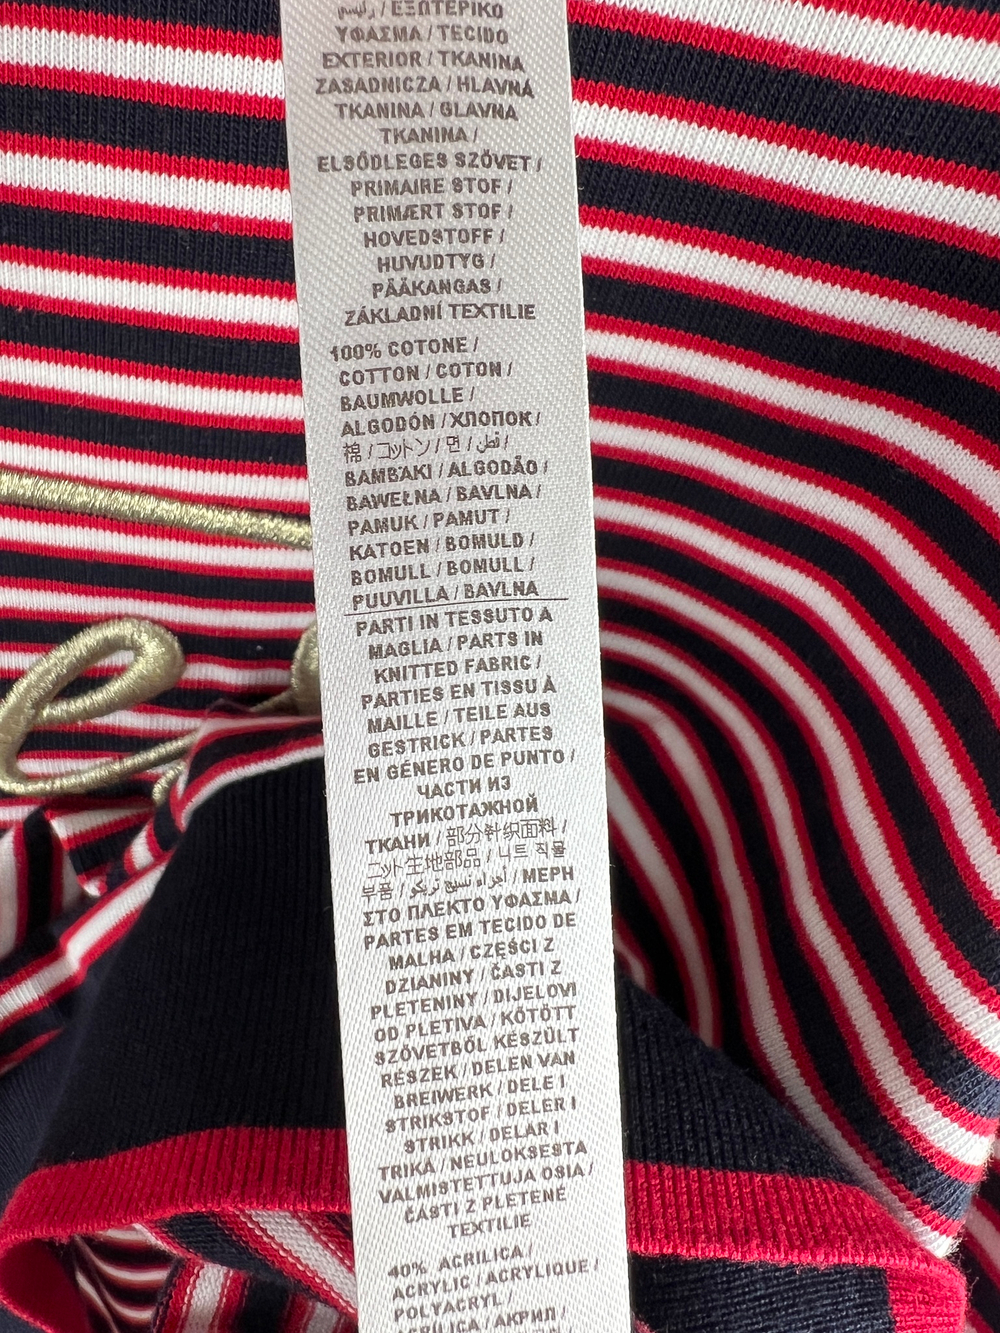 رئيسي / ΕΞΩΤΕΡΙΚΟ
ΥΦΑΣΜΑ / TECIDO
EXTERIOR / TKANINA
ZASADNICZA / HLAVNÁ
TKANINA / GLAVNA
TKANINA /
ELSŐDLEGES SZÖVET /
PRIMAIRE STOF /
PRIMÆRT STOF /
HOVEDSTOFF /
HUVUDTYG /
PÄÄKANGAS /
ZÁKLADNÍ TEXTILIE
100% COTONE /
COTTON / COTON /
BAUMWOLLE /
ALGODÓN / ХЛОПОК /
棉 / コットン / 면 / قطن /
ΒΑΜΒΑΚΙ / ALGODÃO /
BAWEŁNA / BAVLNA /
PAMUK / PAMUT /
KATOEN / BOMULD /
BOMULL / BOMULL /
PUUVILLA / BAVLNA
PARTI IN TESSUTO A
MAGLIA / PARTS IN
KNITTED FABRIC /
PARTIES EN TISSU À
MAILLE / TEILE AUS
GESTRICK / PARTES
EN GÉNERO DE PUNTO /
ЧАСТИ ИЗ
ТРИКОТАЖНОЙ
ТКАНИ / 部分针织面料 /
ニット生地部品 / 니트 직물
부품 / أجزاء نسيج تريكو / ΜΕΡΗ
ΣΤΟ ΠΛΕΚΤΟ ΥΦΑΣΜΑ /
PARTES EM TECIDO DE
MALHA / CZĘŚCI Z
DZIANINY / ČASTI Z
PLETENINY / DIJELOVI
OD PLETIVA / KÖTÖTT
SZÖVETBŐL KÉSZÜLT
RÉSZEK / DELEN VAN
BREIWERK / DELE I
STRIKSTOF / DELER I
STRIKK / DELAR I
TRIKÅ / NEULOKSESTA
VALMISTETTUJA OSIA /
ČÁSTI Z PLETENÉ
TEXTILIE
40% ACRILICA /
ACRYLIC / ACRYLIQUE /
POLYACRYL /
ACRÍLICA / АКРИЛ /